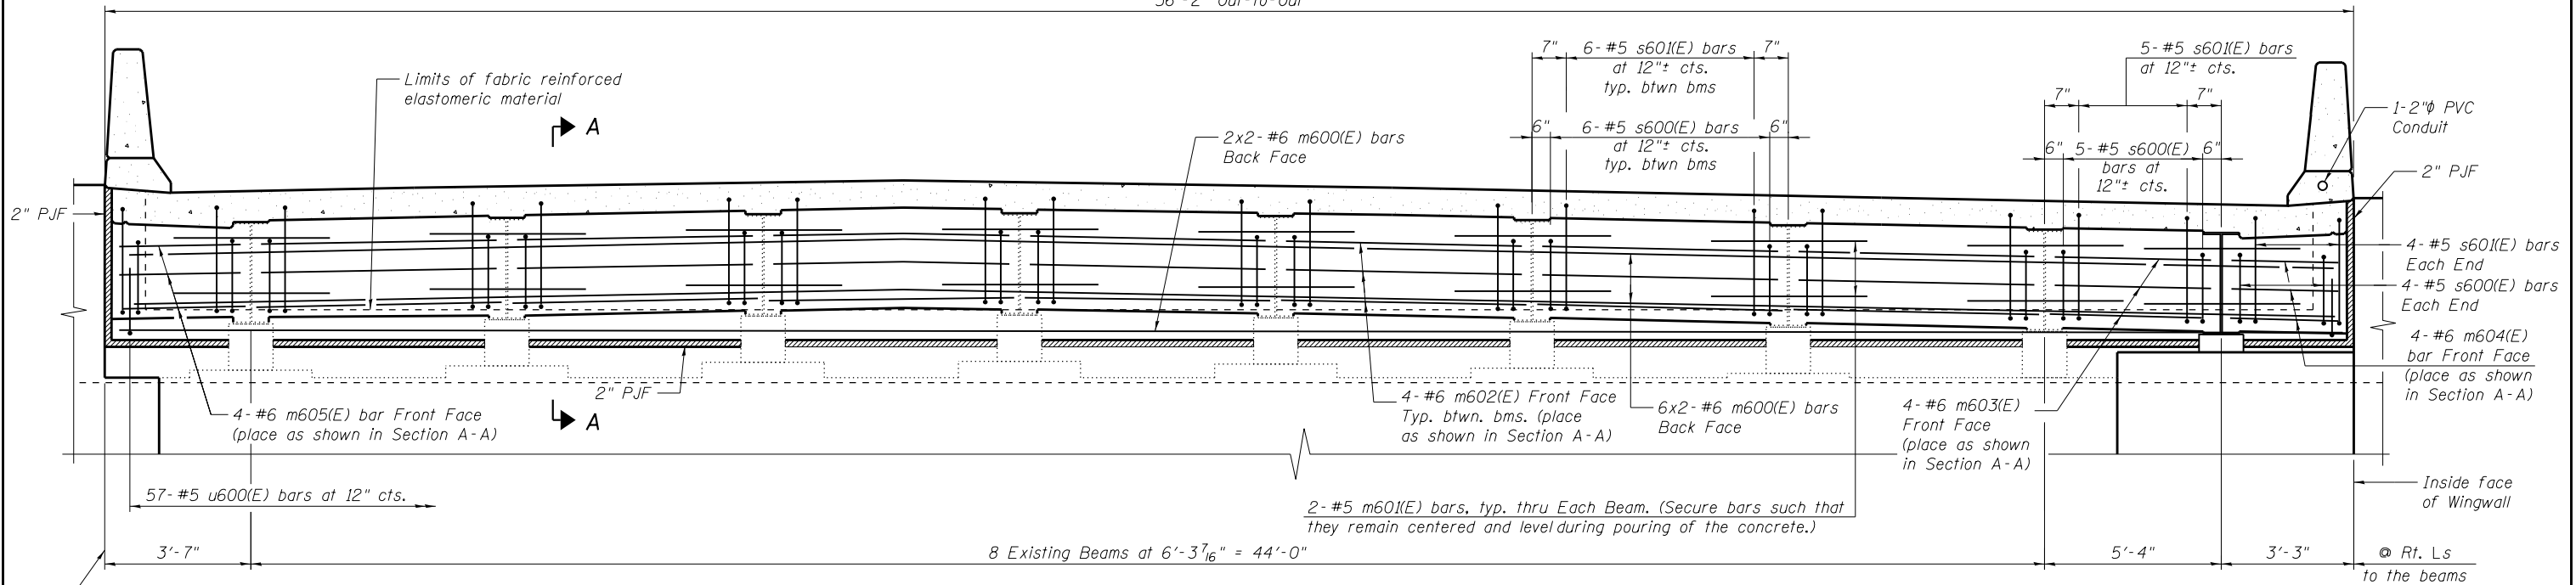 56'-2" Out-to-Out
7"
6-#5 s601(E) bars
at 12"± cts.
typ. btwn bms
7"
5-#5 s601(E) bars
at 12"± cts.
Limits of fabric reinforced
elastomeric material
A
7"
7"
1-2"ϕ PVC
Conduit
2x2-#6 m600(E) bars
Back Face
6"
6-#5 s600(E) bars
at 12"± cts.
typ. btwn bms
6"
6"
5-#5 s600(E)
bars at
12"± cts.
6"
2" PJF
2" PJF
4-#5 s601(E) bars
Each End
4-#5 s600(E) bars
Each End
4-#6 m604(E)
bar Front Face
(place as shown
in Section A-A)
2" PJF
4-#6 m605(E) bar Front Face
(place as shown in Section A-A)
A
4-#6 m602(E) Front Face
Typ. btwn. bms. (place
as shown in Section A-A)
6x2-#6 m600(E) bars
Back Face
4-#6 m603(E)
Front Face
(place as shown
in Section A-A)
57-#5 u600(E) bars at 12" cts.
2-#5 m601(E) bars, typ. thru Each Beam. (Secure bars such that
they remain centered and level during pouring of the concrete.)
Inside face
of Wingwall
3'-7"
8 Existing Beams at 6'-3 7/16" = 44'-0"
5'-4"
3'-3"
@ Rt. Ls
to the beams